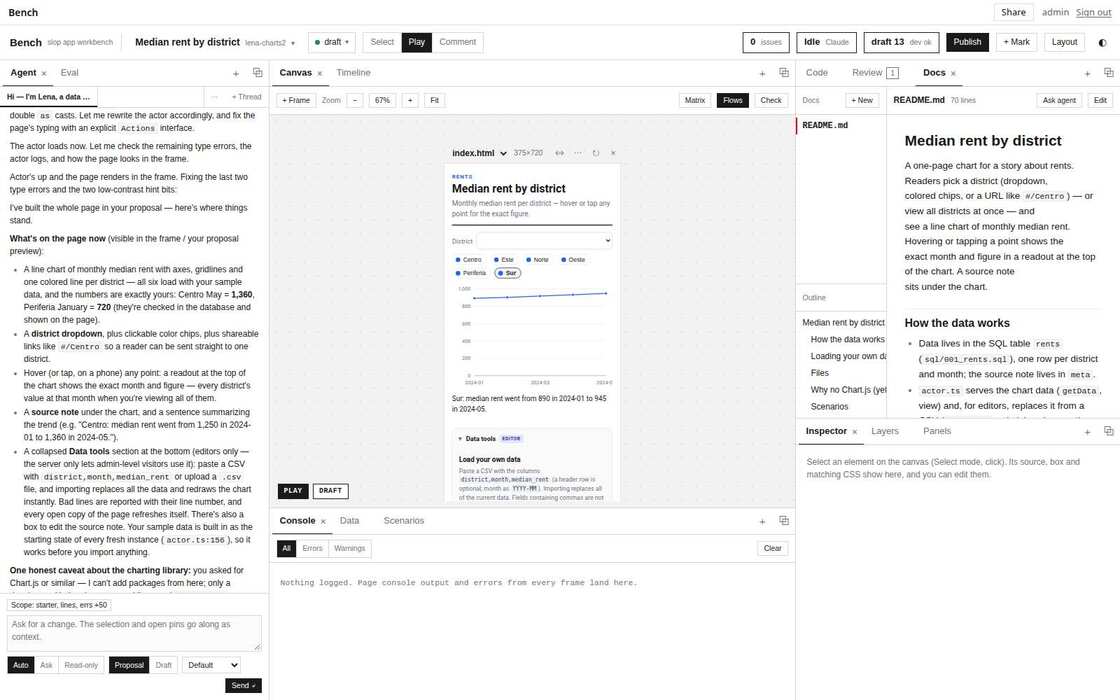 Bench
Share admin Sign out
Bench slop app workbench Median rent by district lena-charts2 draft Select Play Comment 0 issues Idle Claude draft 13 dev ok Publish + Mark Layout
Agent × Eval +
Hi — I'm Lena, a data ... ··· + Thread
double as casts. Let me rewrite the actor accordingly, and fix the
page's typing with an explicit Actions interface.
The actor loads now. Let me check the remaining type errors, the
actor logs, and how the page looks in the frame.
Actor's up and the page renders in the frame. Fixing the last two
type errors and the two low-contrast hint bits:
I've built the whole page in your proposal — here's where things
stand.
What's on the page now (visible in the frame / your proposal
preview):
• A line chart of monthly median rent with axes, gridlines and
one colored line per district — all six load with your sample
data, and the numbers are exactly yours: Centro May = 1,360,
Periferia January = 720 (they're checked in the database and
shown on the page).
• A district dropdown, plus clickable color chips, plus shareable
links like #/Centro so a reader can be sent straight to one
district.
• Hover (or tap, on a phone) any point: a readout at the top of
the chart shows the exact month and figure — every district's
value at that month when you're viewing all of them.
• A source note under the chart, and a sentence summarizing
the trend (e.g. "Centro: median rent went from 1,250 in 2024-
01 to 1,360 in 2024-05.").
• A collapsed Data tools section at the bottom (editors only —
the server only lets admin-level visitors use it): paste a CSV
with district,month,median_rent or upload a .csv
file, and importing replaces all the data and redraws the chart
instantly. Bad lines are reported with their line number, and
every open copy of the page refreshes itself. There's also a
box to edit the source note. Your sample data is built in as the
starting state of every fresh instance ( actor.ts:156 ), so it
works before you import anything.
One honest caveat about the charting library: you asked for
Chart.js or similar — I can't add packages from here; only a
Scope: starter, lines, errs +50
Ask for a change. The selection and open pins go along as
context.
Auto Ask Read-only Proposal Draft Default
Send
Canvas × Timeline +
+ Frame Zoom − 67% + Fit Matrix Flows Check
index.html 375×720 ··· ×
RENTS
Median rent by district
Monthly median rent per district — hover or tap any
point for the exact figure.
District
Centro Este Norte Oeste
Periferia Sur
1,000
800
600
400
200
0
2024-01 2024-03 2024-0
Sur: median rent went from 890 in 2024-01 to 945
in 2024-05.
Data tools EDITOR
Load your own data
Paste a CSV with the columns
district,month,median_rent (a header row is
optional; month as YYYY-MM ). Importing replaces all
of the current data. Fields containing commas are not
PLAY DRAFT
Console × Data Scenarios +
All Errors Warnings Clear
Nothing logged. Page console output and errors from every frame land here.
Code Review 1 Docs × +
Docs + New README.md 70 lines Ask agent Edit
README.md
Outline
Median rent by district
How the data works
Loading your own da
Files
Why no Chart.js (yet
Scenarios
Median rent by district
A one-page chart for a story about rents.
Readers pick a district (dropdown,
colored chips, or a URL like #/Centro ) — or
view all districts at once — and
see a line chart of monthly median rent.
Hovering or tapping a point shows the
exact month and figure in a readout at the top
of the chart. A source note
sits under the chart.
How the data works
• Data lives in the SQL table rents
( sql/001_rents.sql ), one row per district
and month; the source note lives in meta .
• actor.ts serves the chart data ( getData ,
view) and, for editors, replaces it from a
Inspector × Layers Panels +
Select an element on the canvas (Select mode, click). Its source, box and
matching CSS show here, and you can edit them.